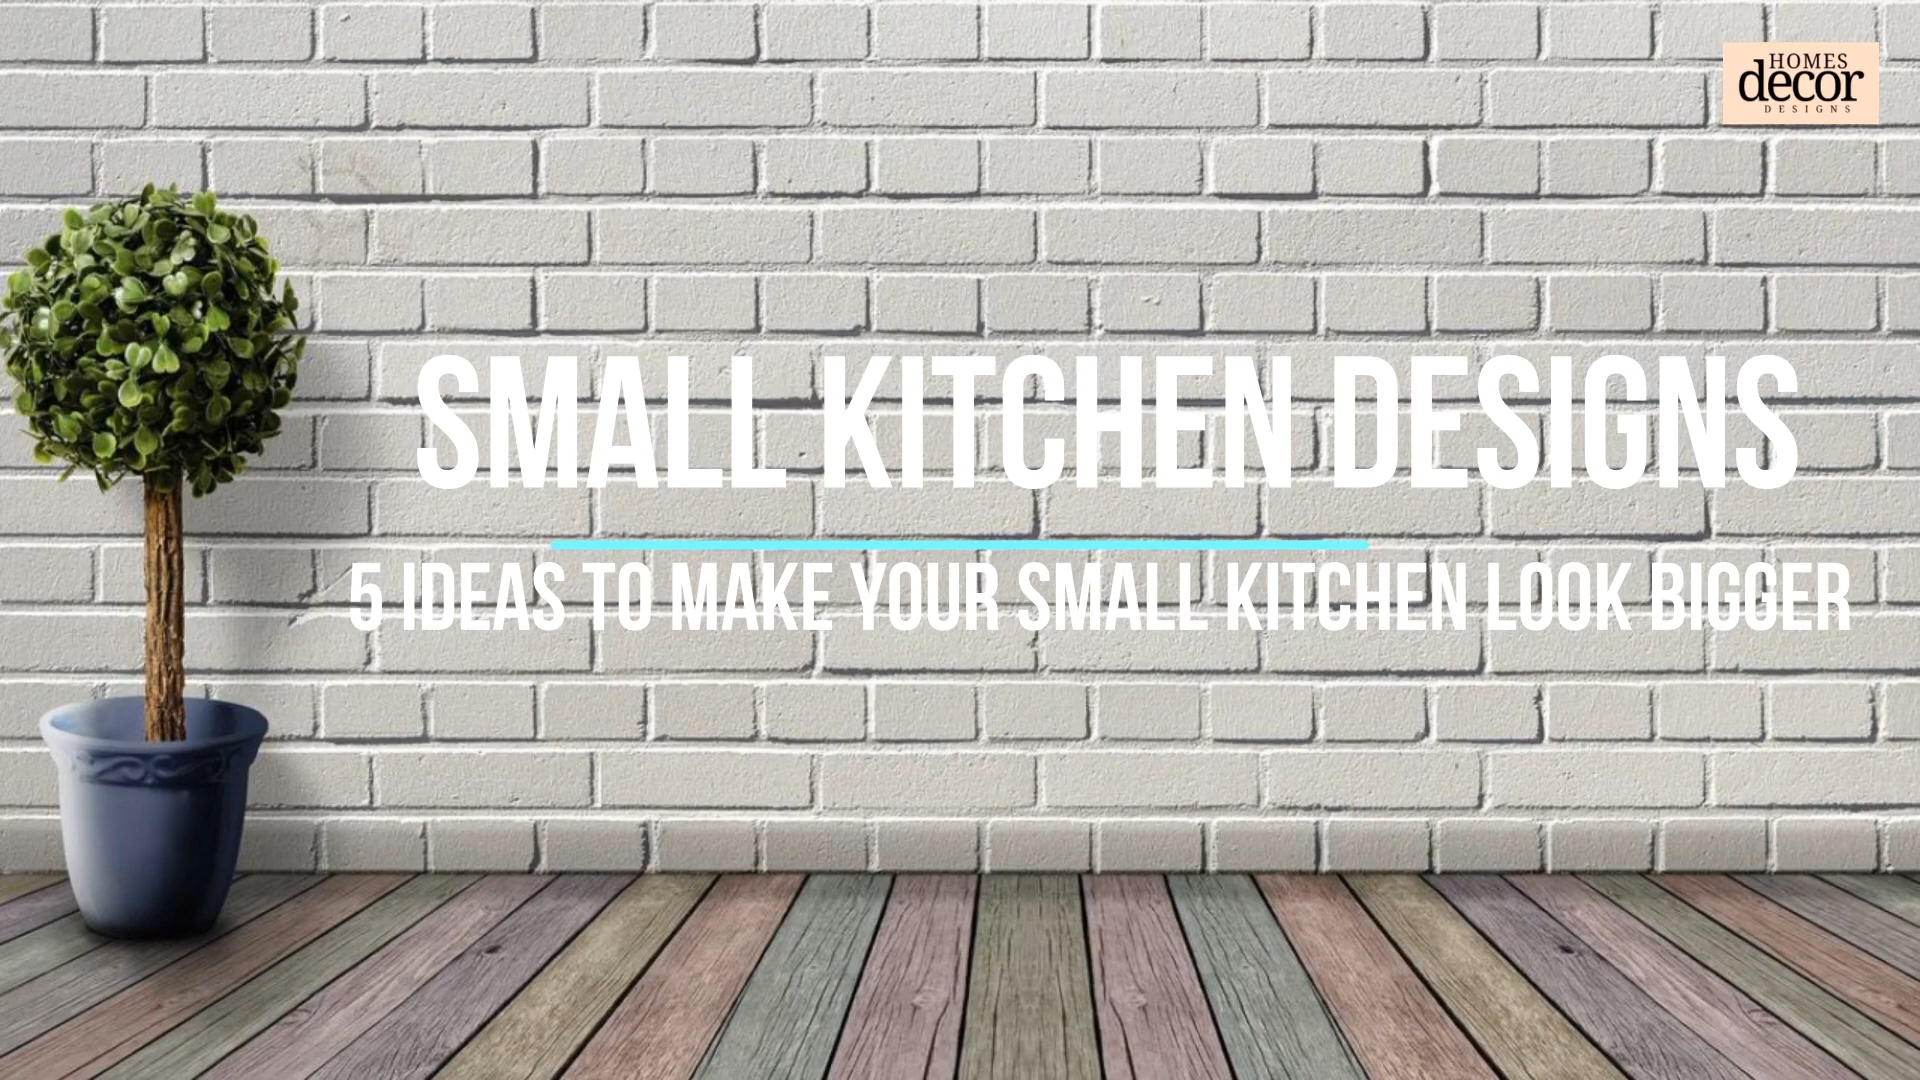 HOMES
decor
DESIGNS
SMALL KITCHEN DESIGNS
5 IDEAS TO MAKE YOUR SMALL KITCHEN LOOK BIGGER